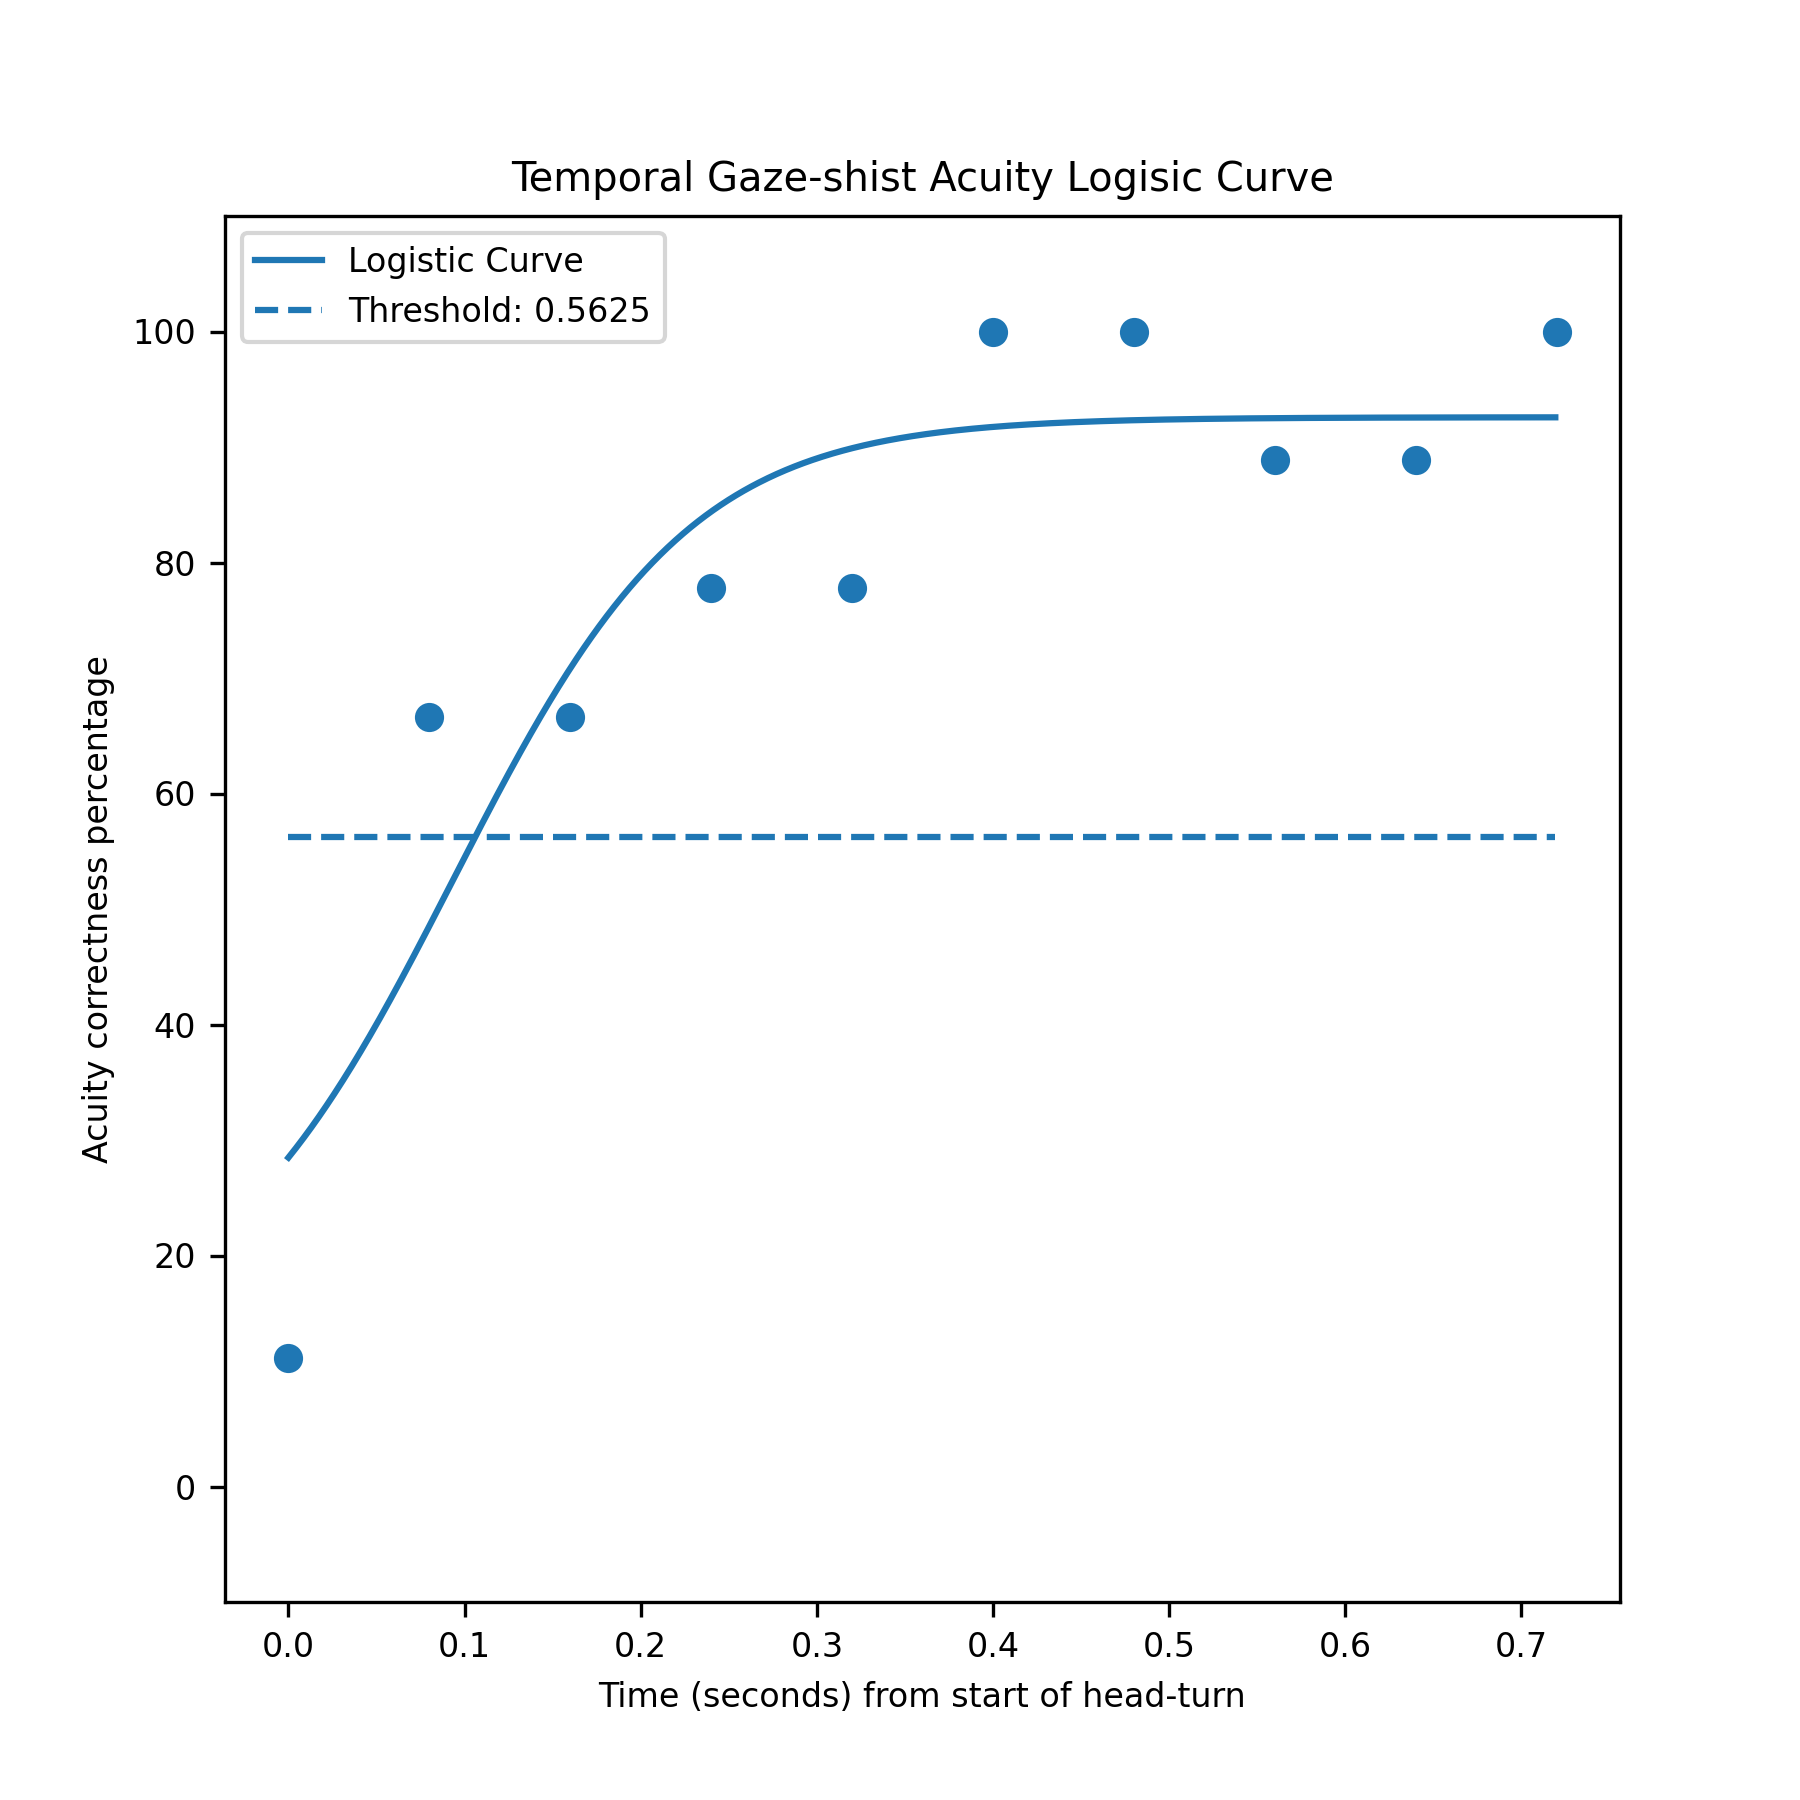 Temporal Gaze-shist Acuity Logisic Curve
Logistic Curve
Threshold: 0.5625
100
80
60
40
20
0
Acuity correctness percentage
0.0 0.1 0.2 0.3 0.4 0.5 0.6 0.7
Time (seconds) from start of head-turn